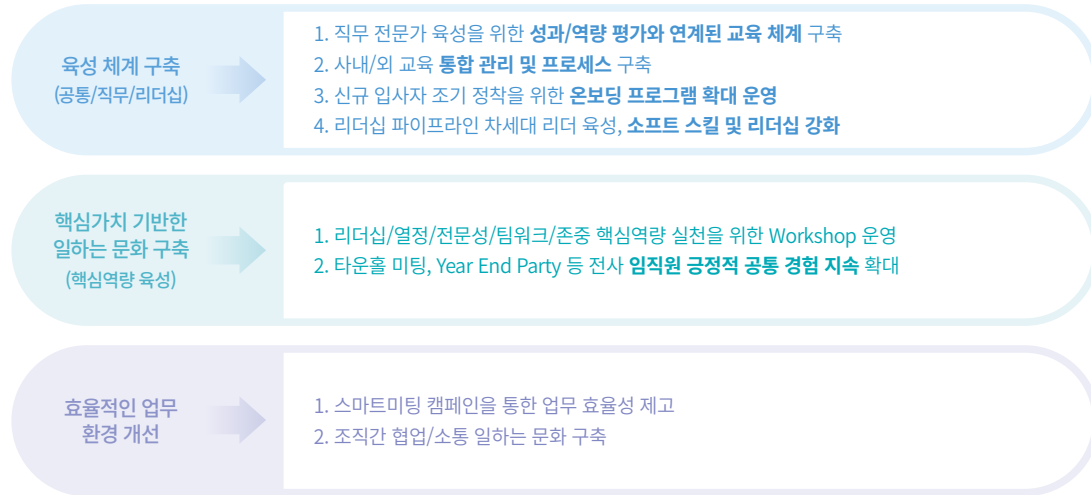 육성 체계 구축
(공통/직무/리더십)
1. 직무 전문가 육성을 위한 성과/역량 평가와 연계된 교육 체계 구축
2. 사내/외 교육 통합 관리 및 프로세스 구축
3. 신규 입사자 조기 정착을 위한 온보딩 프로그램 확대 운영
4. 리더십 파이프라인 차세대 리더 육성, 소프트 스킬 및 리더십 강화
핵심가치 기반한
일하는 문화 구축
(핵심역량 육성)
1. 리더십/열정/전문성/팀워크/존중 핵심역량 실천을 위한 Workshop 운영
2. 타운홀 미팅, Year End Party 등 전사 임직원 긍정적 공통 경험 지속 확대
효율적인 업무
환경 개선
1. 스마트미팅 캠페인을 통한 업무 효율성 제고
2. 조직간 협업/소통 일하는 문화 구축